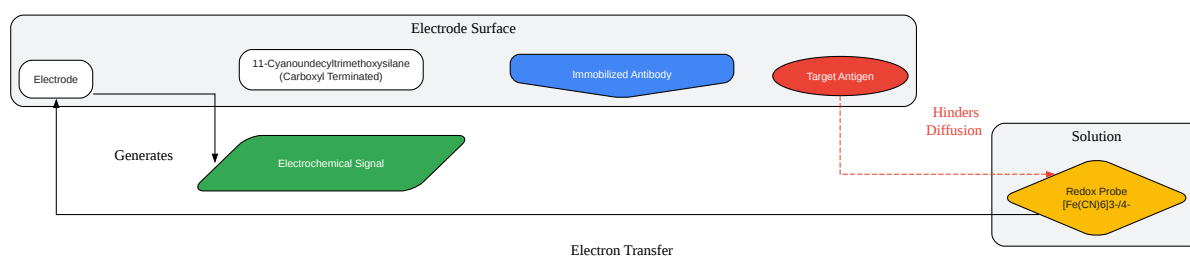 Electrode Surface
Electrode
11-Cyanoundecyltrimethoxysilane
(Carboxyl Terminated)
Immobilized Antibody
Target Antigen
Hinders
Diffusion
Solution
Generates
Electrochemical Signal
Redox Probe
[Fe(CN)6]3-/4-
Electron Transfer